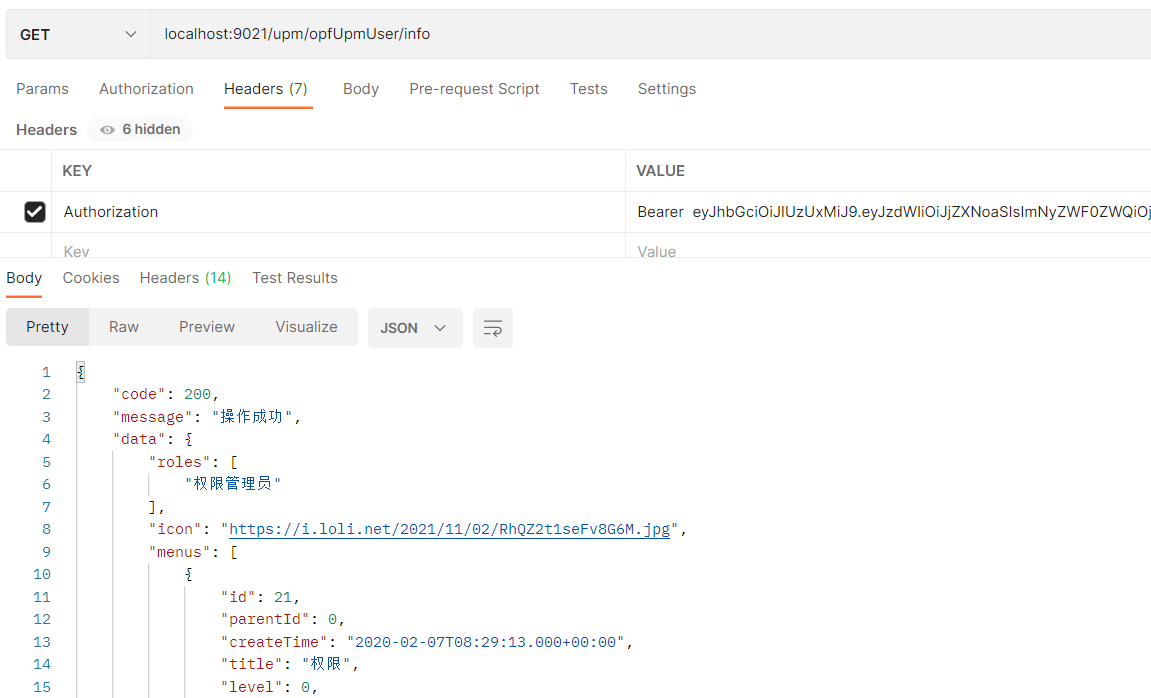 GET localhost:9021/upm/opfUpmUser/info
Params Authorization Headers (7) Body Pre-request Script Tests Settings
Headers 6 hidden
KEY VALUE
Authorization Bearer eyJhbGciOiJIUzUxMiJ9.eyJzdWIiOiJjZXNoaSIsImNyZWF0ZWQiOj
Key Value
Body Cookies Headers (14) Test Results
Pretty Raw Preview Visualize JSON
1 {
2 "code": 200,
3 "message": "操作成功",
4 "data": {
5 "roles": [
6 "权限管理员"
7 ],
8 "icon": "https://i.loli.net/2021/11/02/RhQZ2t1seFv8G6M.jpg",
9 "menus": [
10 {
11 "id": 21,
12 "parentId": 0,
13 "createTime": "2020-02-07T08:29:13.000+00:00",
14 "title": "权限",
15 "level": 0,